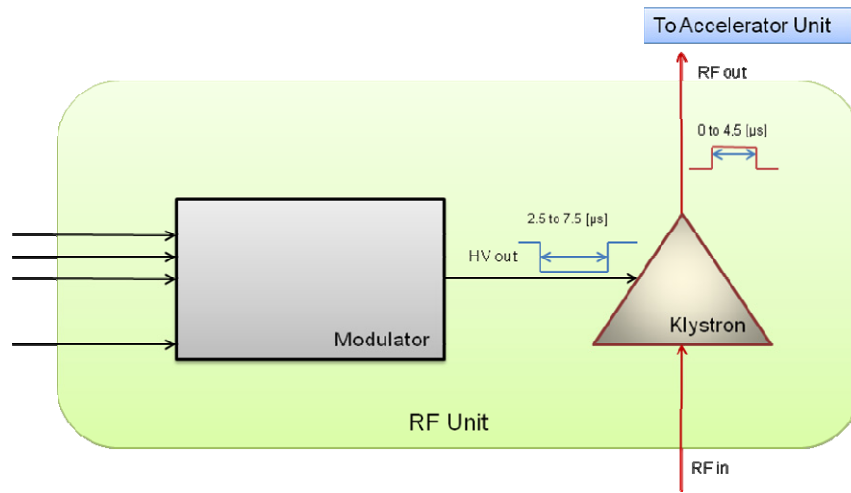 To Accelerator Unit
RF out
0 to 4.5 [µs]
2.5 to 7.5 [µs]
HV out
Modulator
Klystron
RF Unit
RF in